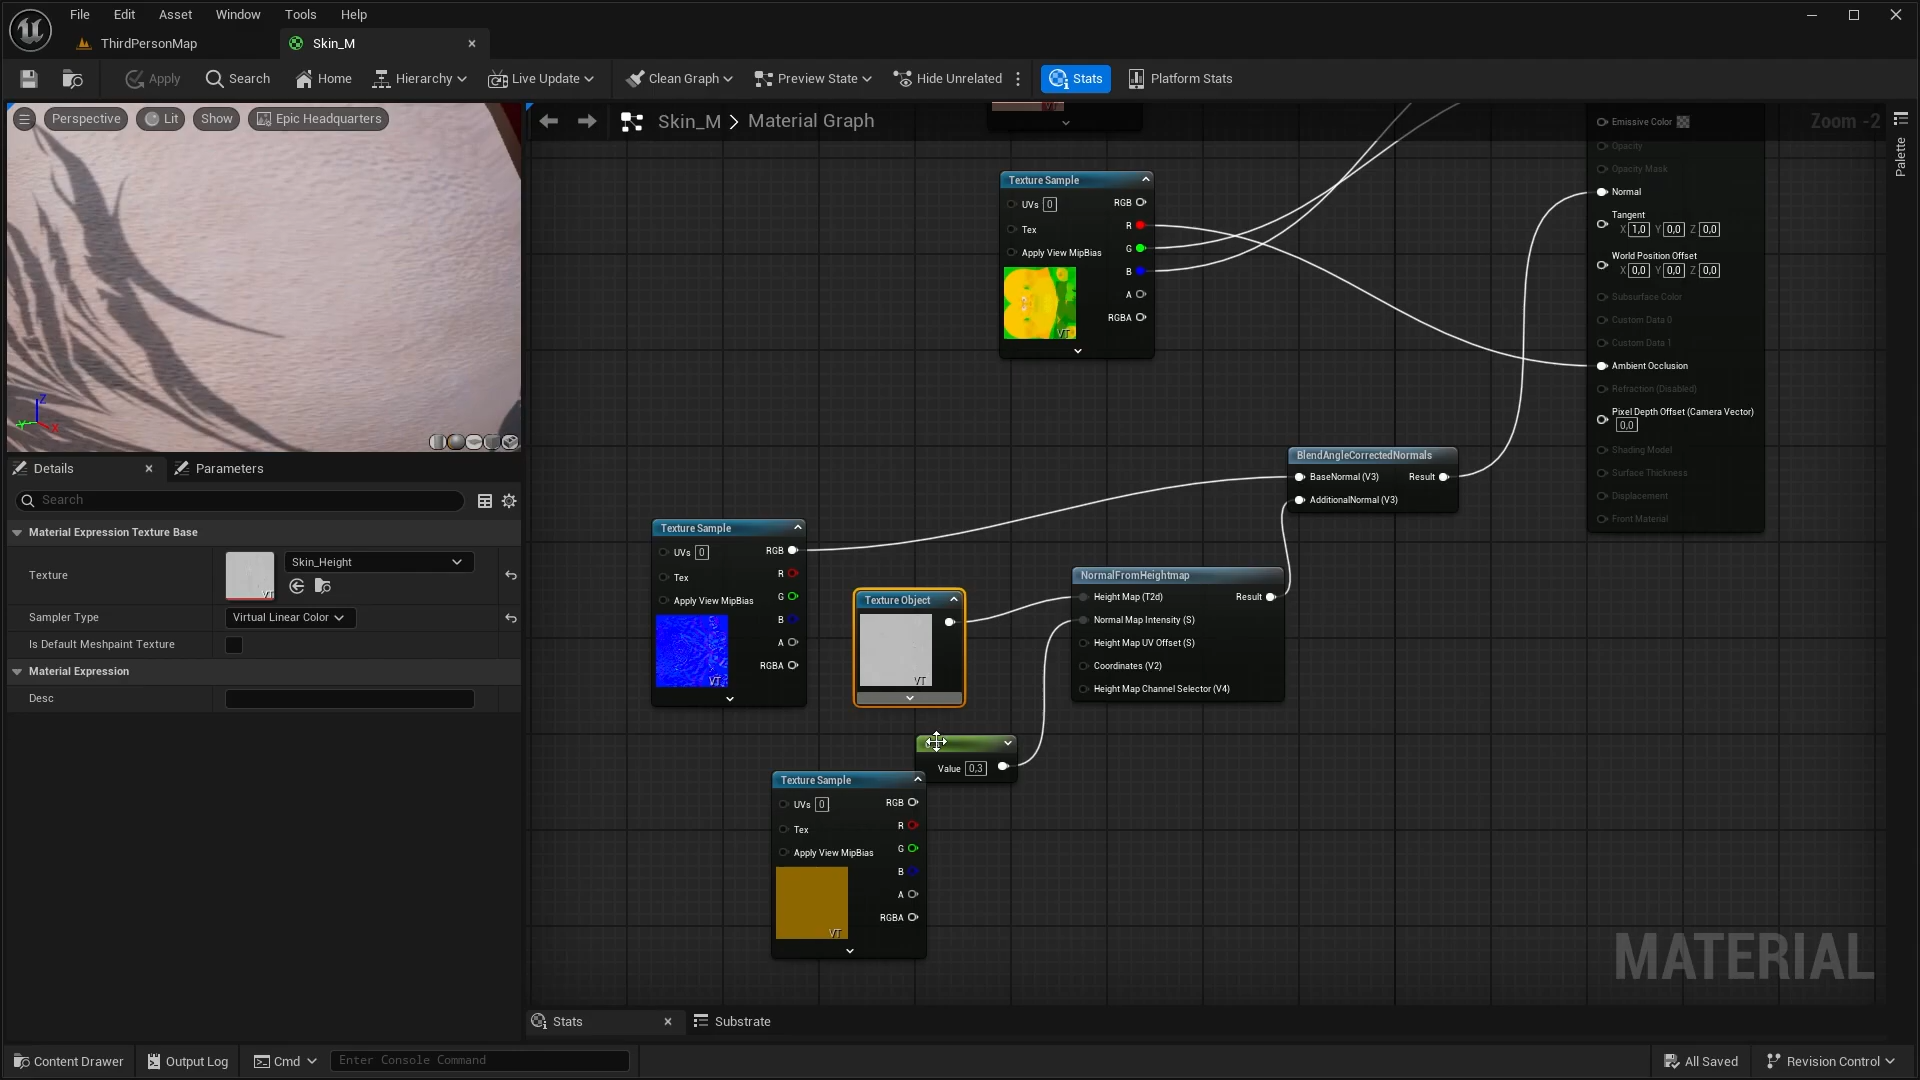 File Edit Asset Window Tools Help
ThirdPersonMap Skin_M
Apply Search Home Hierarchy Live Update Clean Graph Preview State Hide Unrelated Stats Platform Stats
Perspective Lit Show Epic Headquarters
Skin_M > Material Graph
Zoom -2
Palette
Details Parameters
Search
Material Expression Texture Base
Texture Skin_Height
VT
Sampler Type Virtual Linear Color
Is Default Meshpaint Texture
Material Expression
Desc
VT
Texture Sample
UVs 0 RGB
Tex R
G
Apply View MipBias
B
A
VT
RGBA
Emissive Color
Opacity
Opacity Mask
Normal
Tangent
X 1,0 Y 0,0 Z 0,0
World Position Offset
X 0,0 Y 0,0 Z 0,0
Subsurface Color
Custom Data 0
Custom Data 1
Ambient Occlusion
Refraction (Disabled)
Pixel Depth Offset (Camera Vector)
0,0
Shading Model
Surface Thickness
Displacement
Front Material
BlendAngleCorrectedNormals
BaseNormal (V3) Result
AdditionalNormal (V3)
Texture Sample
UVs 0 RGB
Tex R
Apply View MipBias G
B
A
RGBA
VT
Texture Object
VT
NormalFromHeightmap
Height Map (T2d) Result
Normal Map Intensity (S)
Height Map UV Offset (S)
Coordinates (V2)
Height Map Channel Selector (V4)
Value 0,3
Texture Sample
UVs 0 RGB
Tex R
Apply View MipBias G
B
A
RGBA
VT
MATERIAL
Stats Substrate
Content Drawer Output Log Cmd Enter Console Command All Saved Revision Control
Z
Y
X